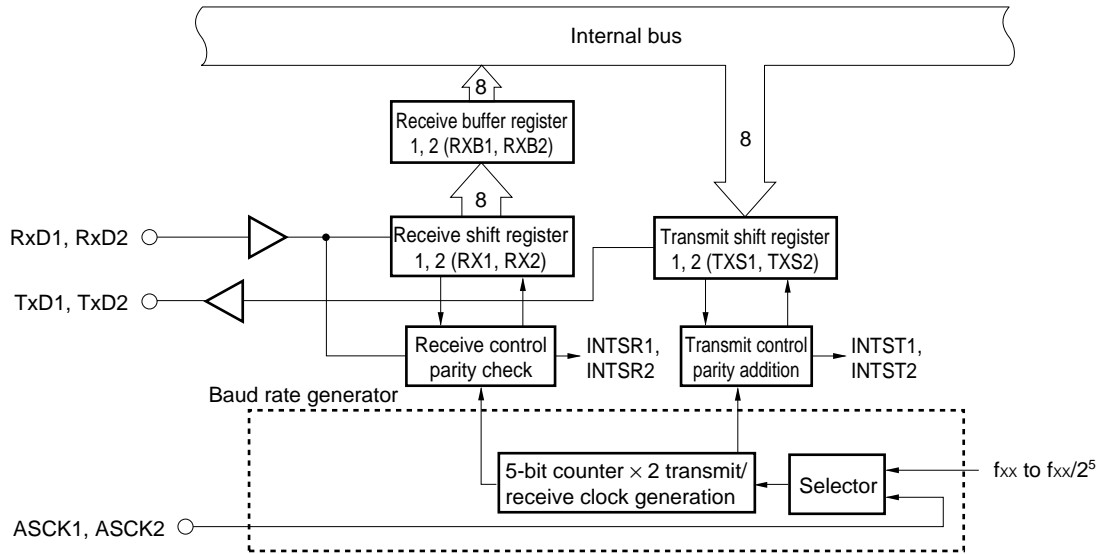 Internal bus
8
Receive buffer register
1, 2 (RXB1, RXB2)
8
8
RxD1, RxD2
Receive shift register
1, 2 (RX1, RX2)
Transmit shift register
1, 2 (TXS1, TXS2)
TxD1, TxD2
Receive control
parity check
INTSR1,
INTSR2
Transmit control
parity addition
INTST1,
INTST2
Baud rate generator
5-bit counter × 2 transmit/
receive clock generation
Selector
fxx to fxx/2⁵
ASCK1, ASCK2